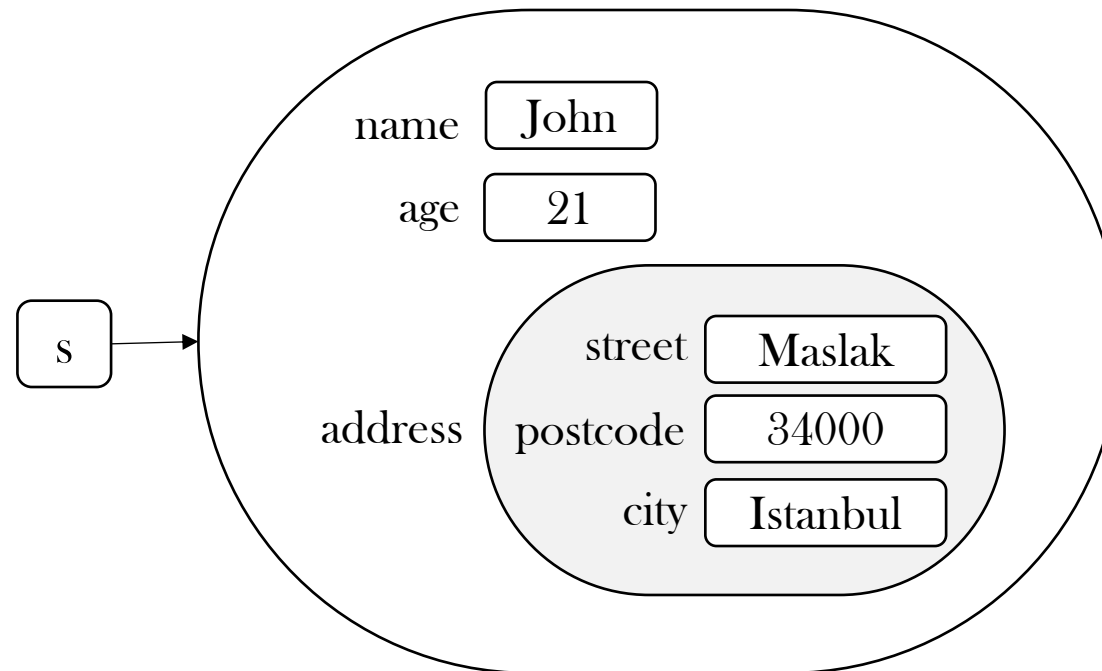 name John
age 21
s
street Maslak
address postcode 34000
city Istanbul